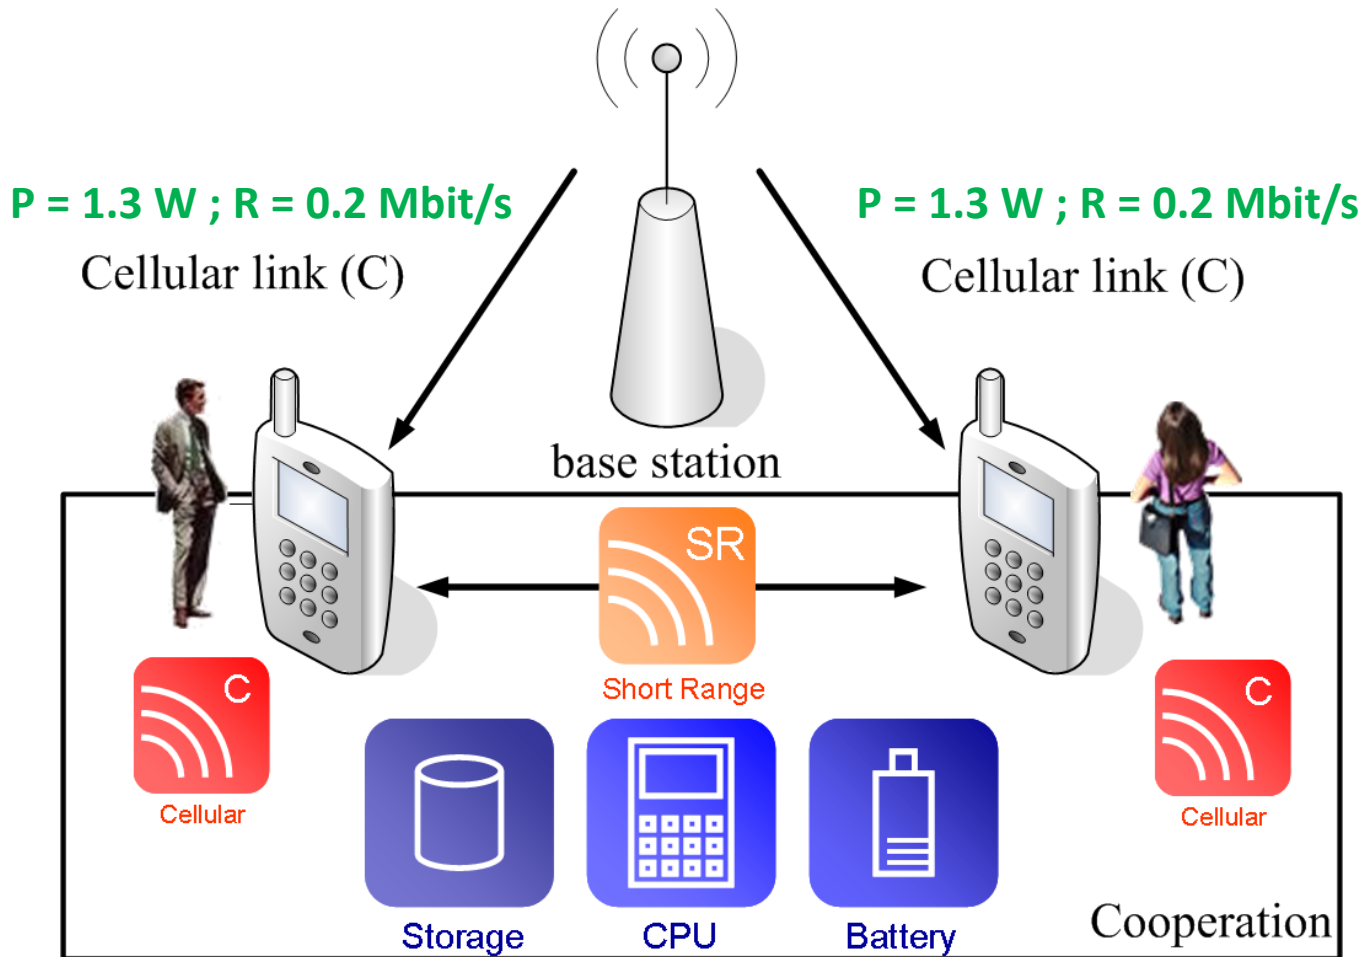 P = 1.3 W ; R = 0.2 Mbit/s
P = 1.3 W ; R = 0.2 Mbit/s
Cellular link (C)
Cellular link (C)
base station
SR
Short Range
C
Cellular
C
Cellular
Storage
CPU
Battery
Cooperation